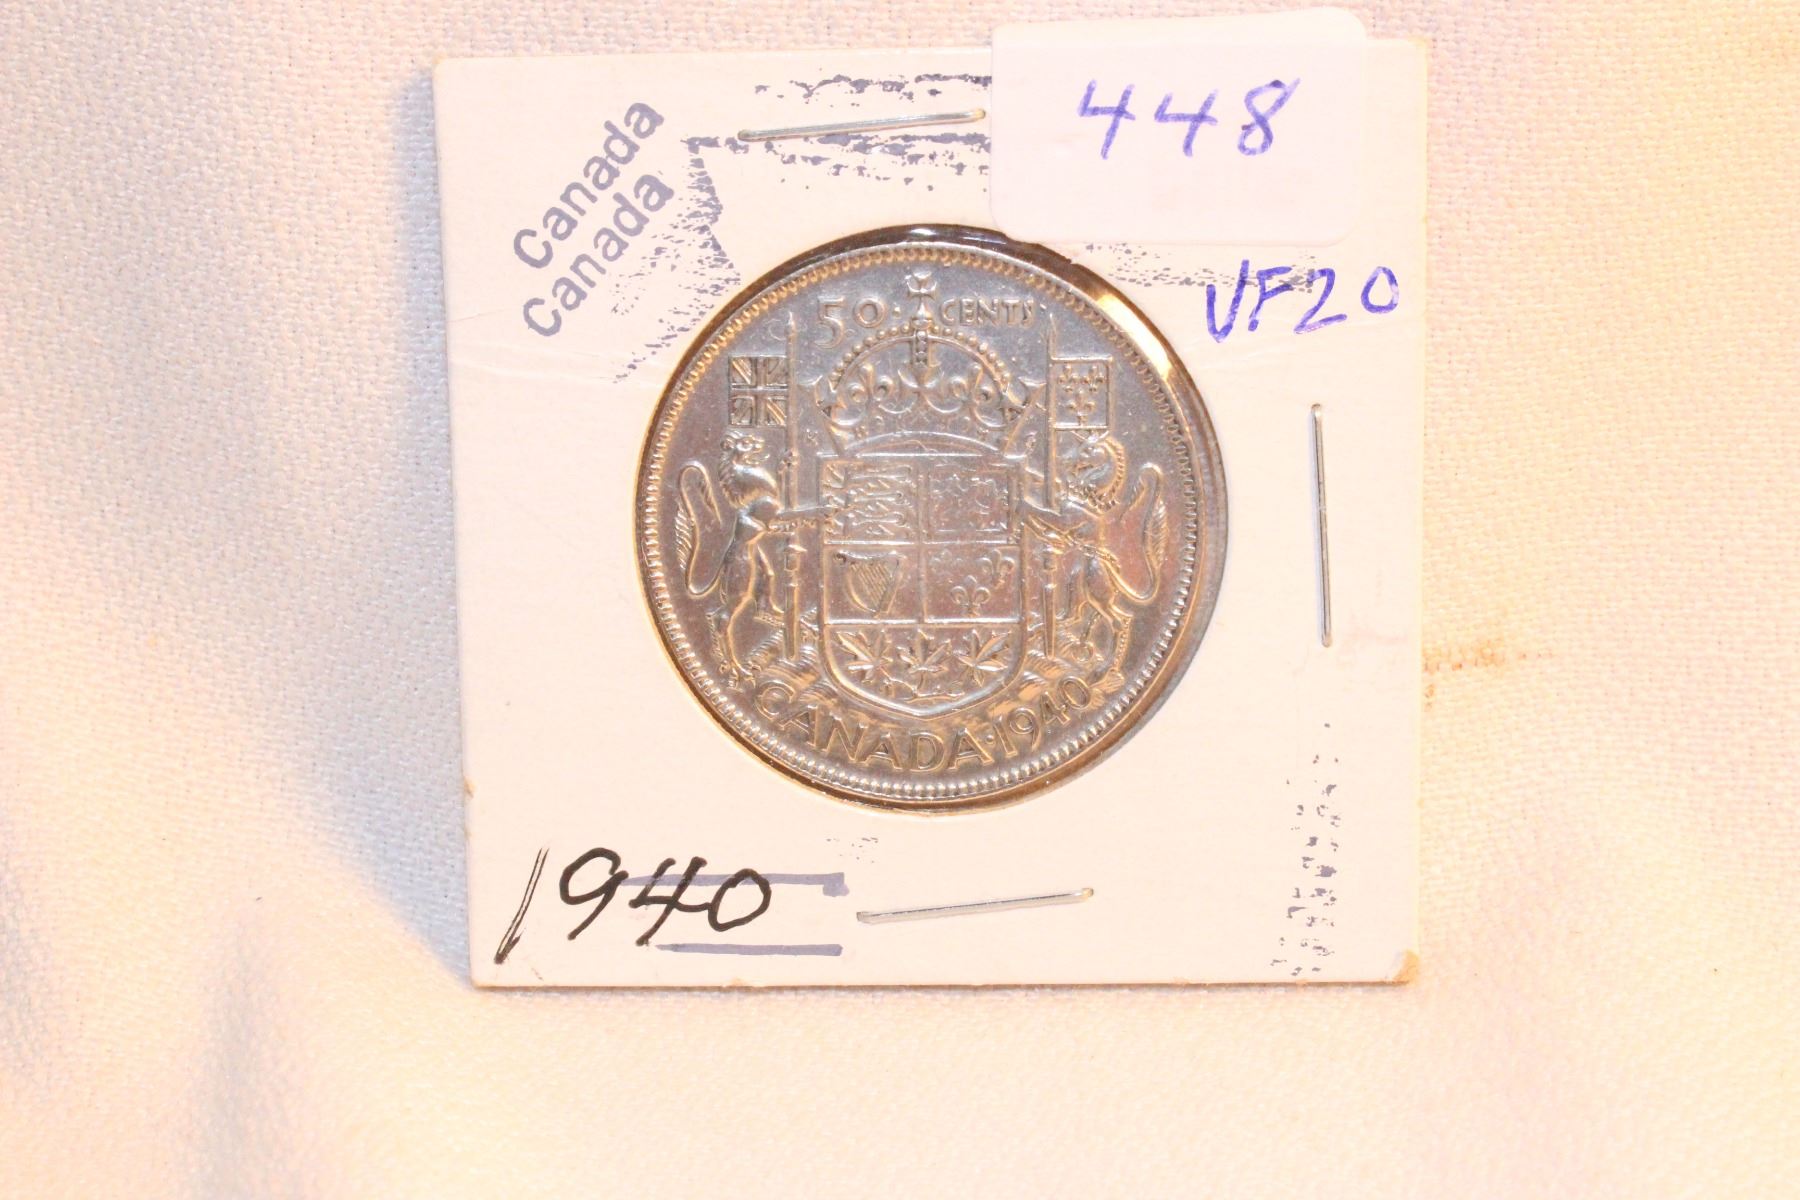 448
Canada
Canada
VF20
50 · CENTS
CANADA · 1940
1940